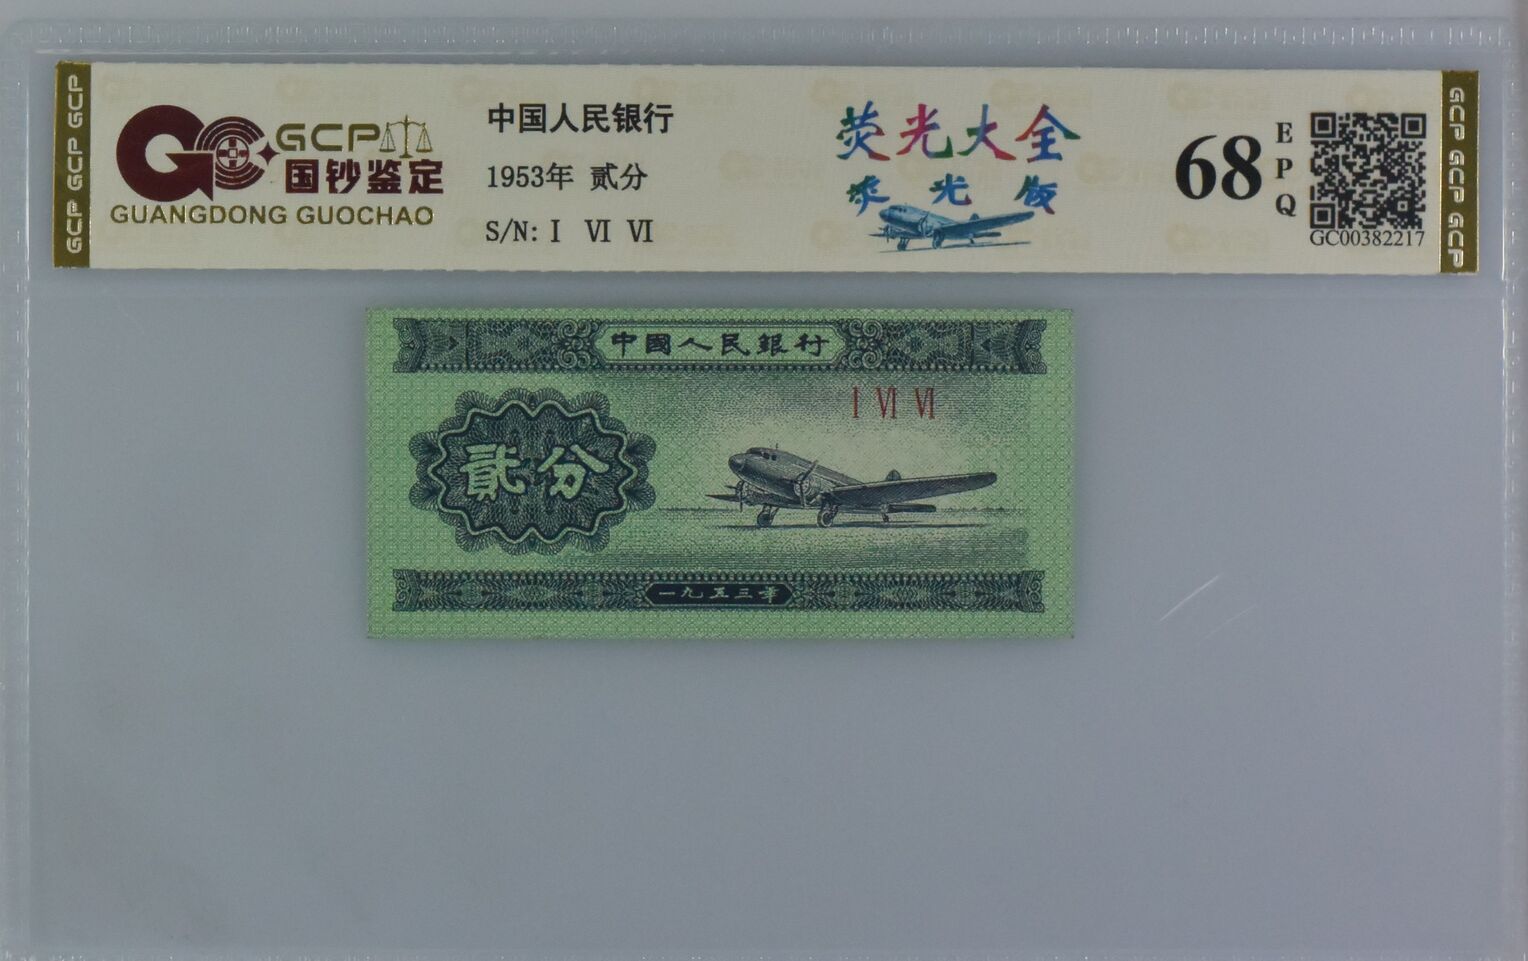 GCP GCP GCP
GCP
国钞鉴定
GUANGDONG GUOCHAO
中国人民银行
1953年 贰分
S/N: I VI VI
荧光大全
荧光版
68
EPQ
GC00382217
GCP GCP GCP
中國人民銀行
I VI VI
貳分
一九五三年